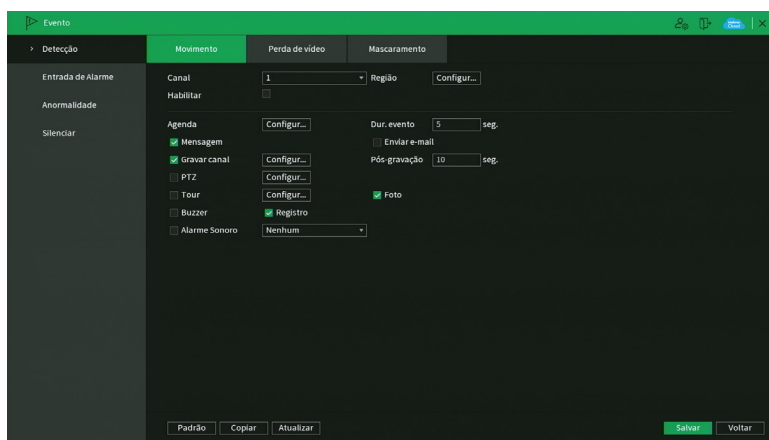 Evento
Detecção
Entrada de Alarme
Anormalidade
Silenciar
Movimento Perda de vídeo Mascaramento
Canal 1 Região Configur...
Habilitar
Agenda Configur... Dur. evento 5 seg.
Mensagem Enviar e-mail
Gravar canal Configur... Pós-gravação 10 seg.
PTZ Configur...
Tour Configur... Foto
Buzzer Registro
Alarme Sonoro Nenhum
Padrão Copiar Atualizar Salvar Voltar